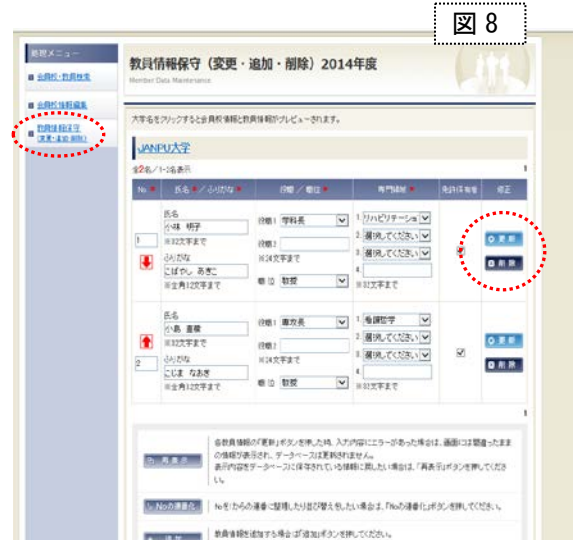 図 8
処理メニュー
会員校・教員検索
会員校情報編集
教員情報保守
(変更・追加・削除)
教員情報保守（変更・追加・削除）2014年度
Member Data Maintenance
大学名をクリックすると会員校情報と教員情報がプレビューされます。
JANPU大学
全2名／1-2名表示
1
No 氏名 ／ふりがな 役職 ／ 職位 専門領域 免許保有者 修正
氏名
小林 明子
※32文字まで
ふりがな
こばやし あきこ
※全角32文字まで
1
役職1 学科長
役職2
※24文字まで
職位 教授
1. リハビリテーショ
2. 選択してください
3. 選択してください
4.
※32文字まで
更新
削除
氏名
小島 直樹
※32文字まで
ふりがな
こじま なおき
※全角32文字まで
2
役職1 専攻長
役職2
※24文字まで
職位 教授
1. 看護哲学
2. 選択してください
3. 選択してください
4.
※32文字まで
更新
削除
1
再表示
各教員情報の「更新」ボタンを押した時、入力内容にエラーがあった場合は、画面には間違ったまま
の情報が表示され、データベースは更新されません。
表示内容をデータベースに保存されている情報に戻したい場合は、「再表示」ボタンを押してくださ
い。
Noの連番化
Noを1からの連番に整理したり並び替えをしたい場合は、「Noの連番化」ボタンを押してください。
追加
教員情報を追加する場合は「追加」ボタンを押してください。